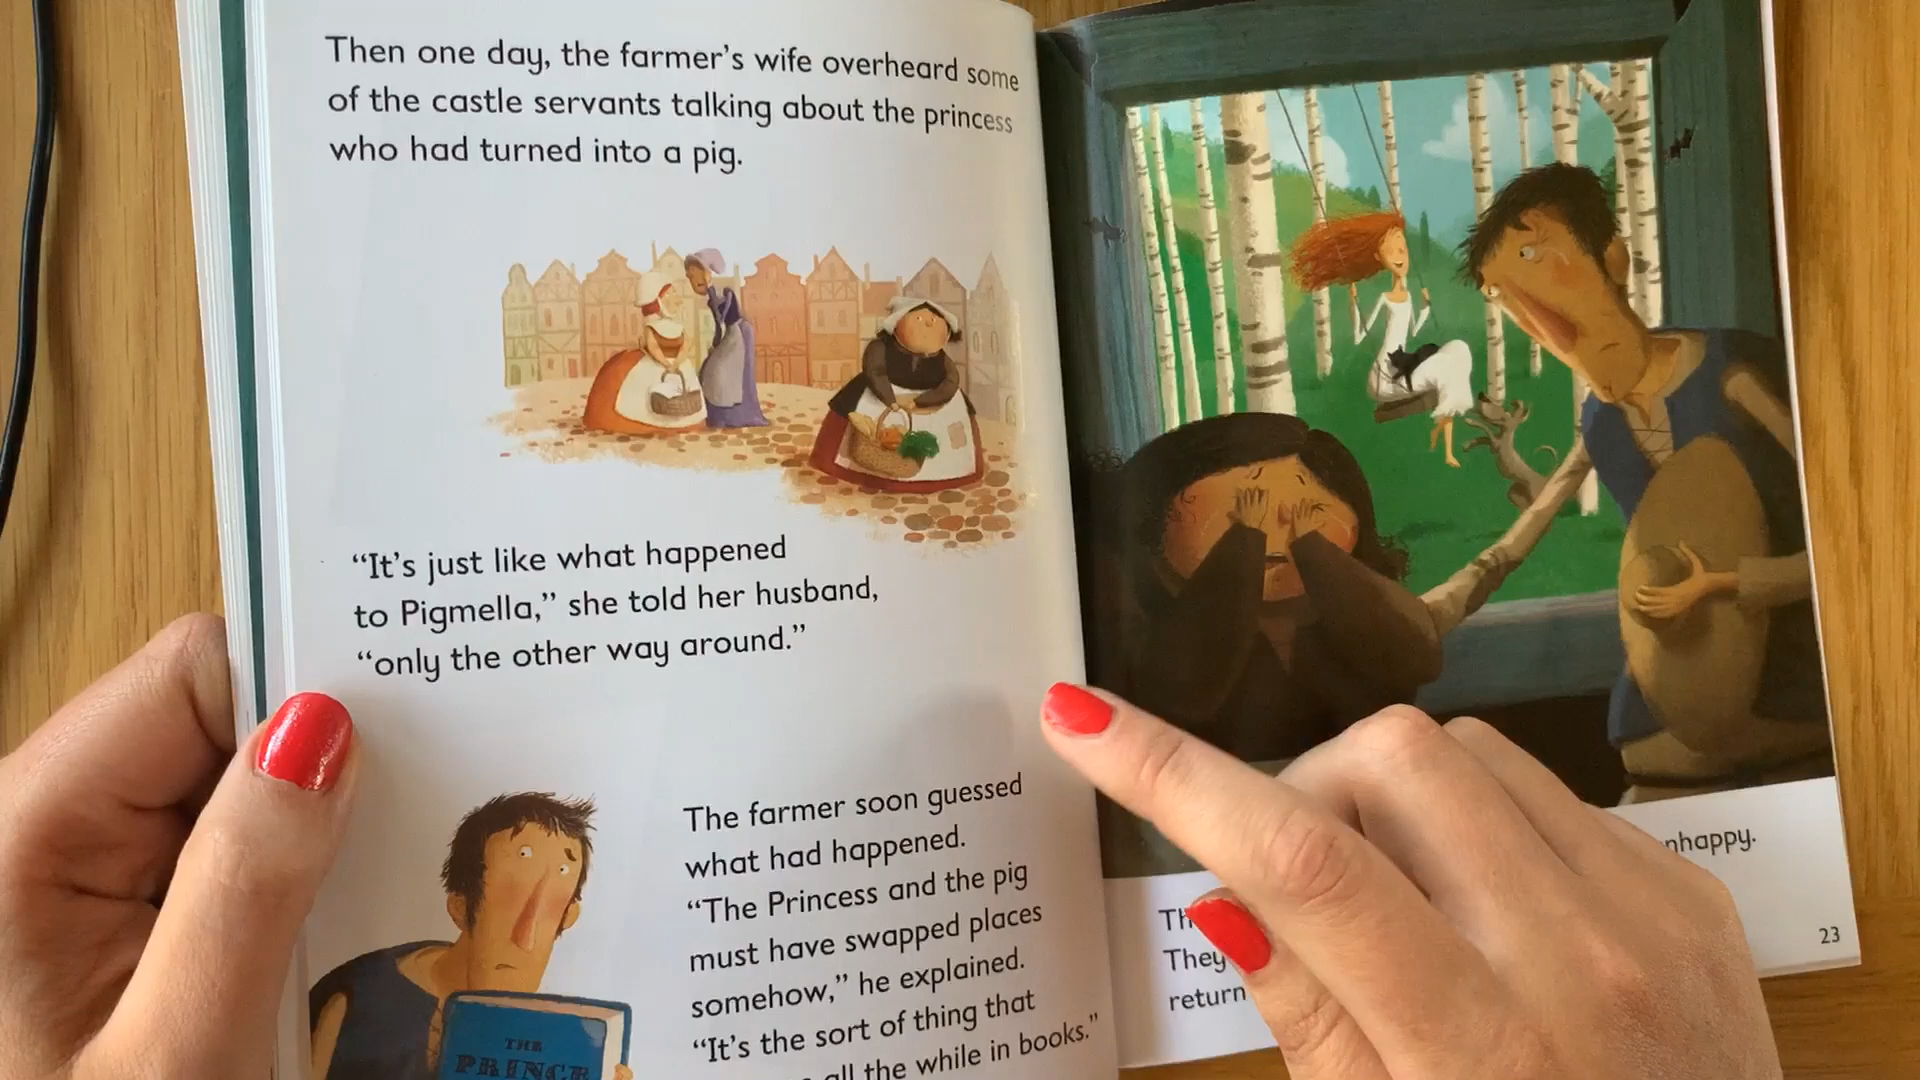 Then one day, the farmer's wife overheard some
of the castle servants talking about the princess
who had turned into a pig.
“It's just like what happened
to Pigmella,” she told her husband,
“only the other way around.”
The farmer soon guessed
what had happened.
“The Princess and the pig
must have swapped places
somehow,” he explained.
“It's the sort of thing that
all the while in books.”
THE
PRINCE
nhappy.
They
return
23